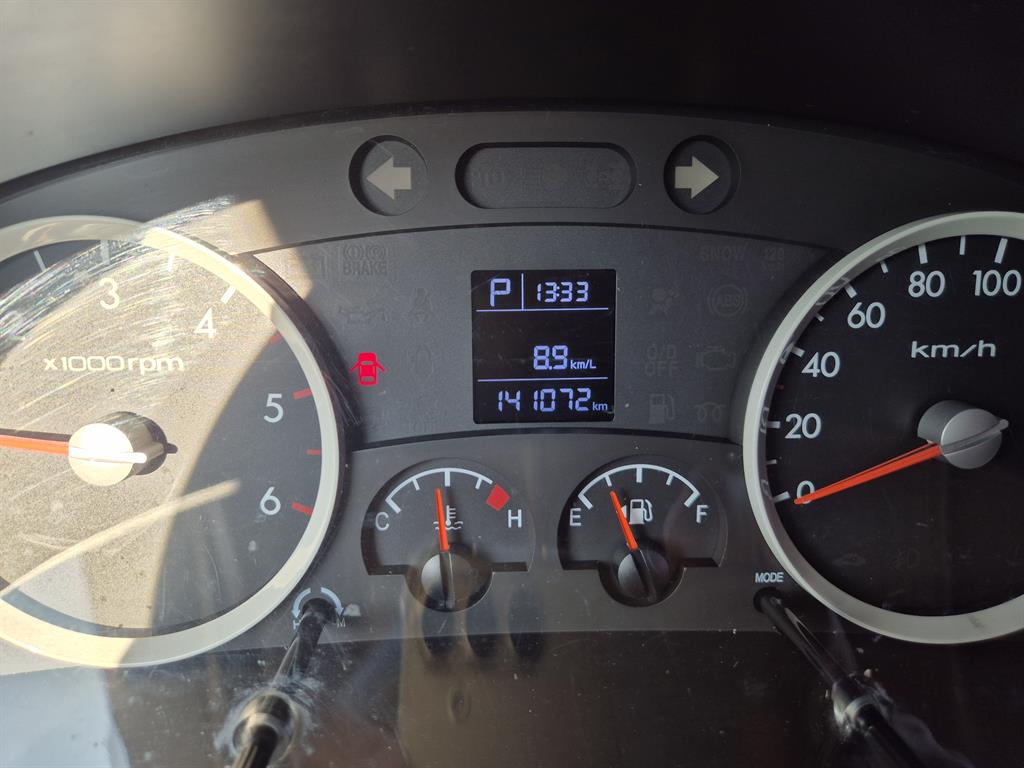 BRAKE
SNOW
P 13:33
ABS
3
4
x1000rpm
5
6
8.9 km/L
O/D
OFF
141072 km
60
80
100
km/h
40
20
0
C
H
E
F
MODE
M